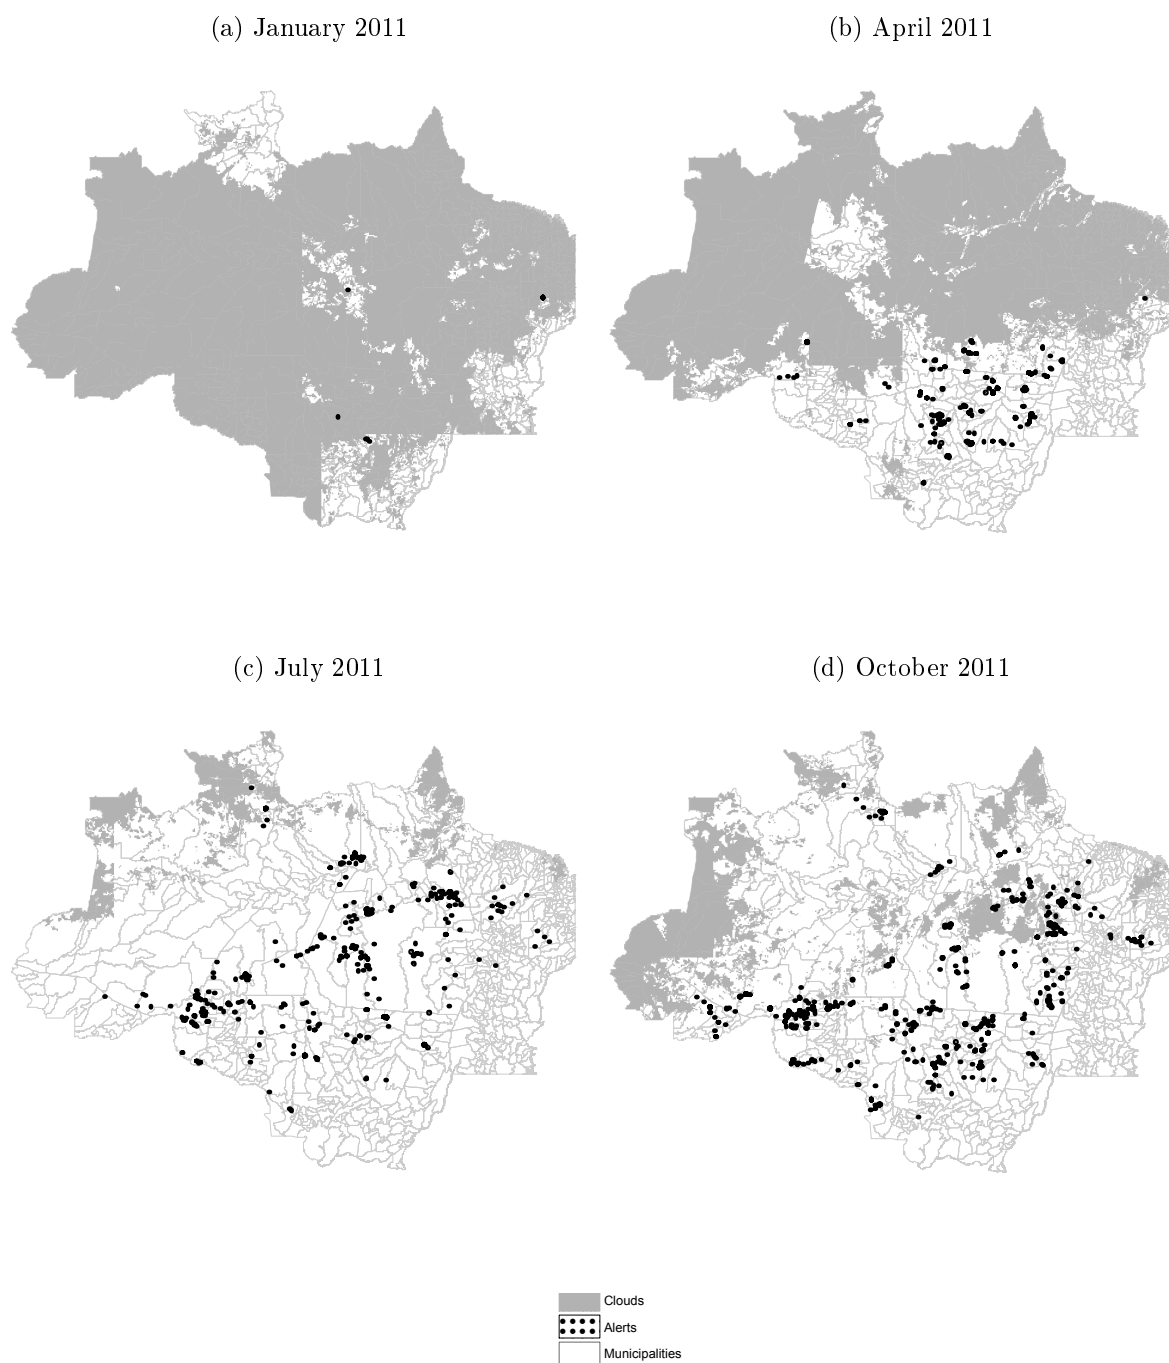 (a) January 2011
(b) April 2011
(c) July 2011
(d) October 2011
Clouds
Alerts
Municipalities